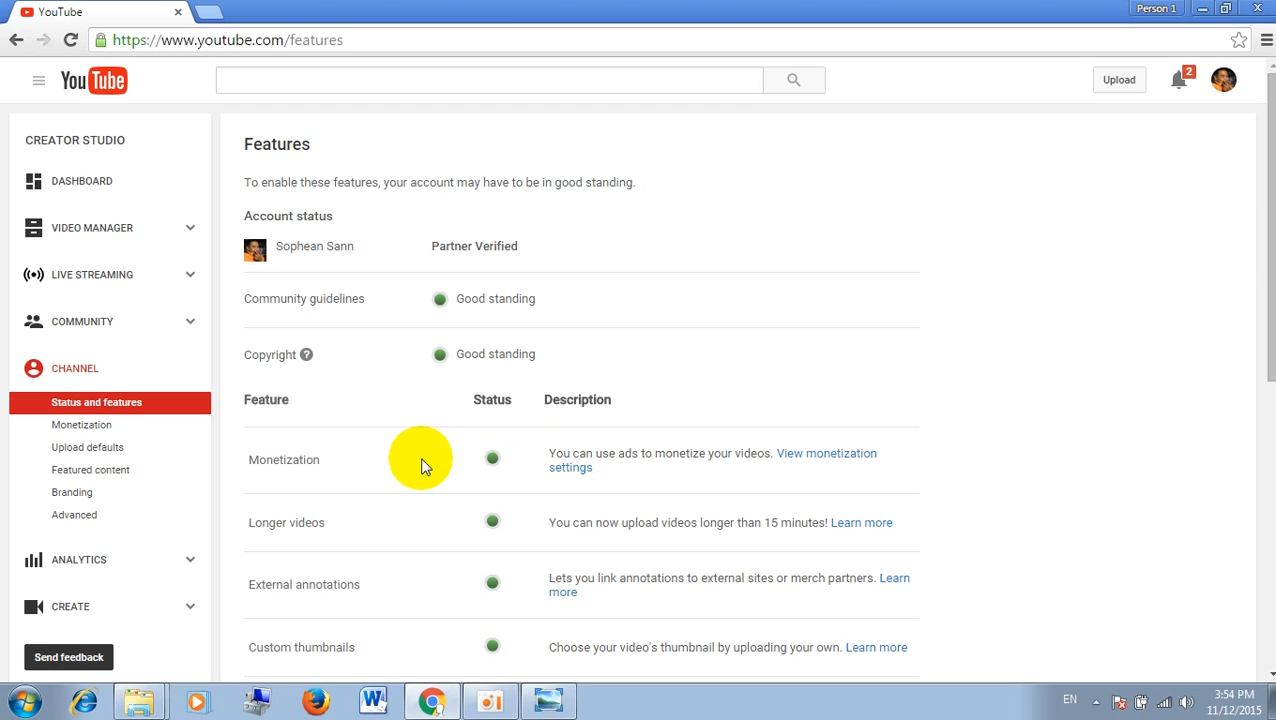 YouTube
Person 1
https://www.youtube.com/features
YouTube
Upload
2
CREATOR STUDIO
DASHBOARD
VIDEO MANAGER
LIVE STREAMING
COMMUNITY
CHANNEL
Status and features
Monetization
Upload defaults
Featured content
Branding
Advanced
ANALYTICS
CREATE
Send feedback
Features
To enable these features, your account may have to be in good standing.
Account status
Sophean Sann Partner Verified
Community guidelines Good standing
Copyright ? Good standing
Feature Status Description
Monetization You can use ads to monetize your videos. View monetization
settings
Longer videos You can now upload videos longer than 15 minutes! Learn more
External annotations Lets you link annotations to external sites or merch partners. Learn
more
Custom thumbnails Choose your video's thumbnail by uploading your own. Learn more
EN
3:54 PM
11/12/2015